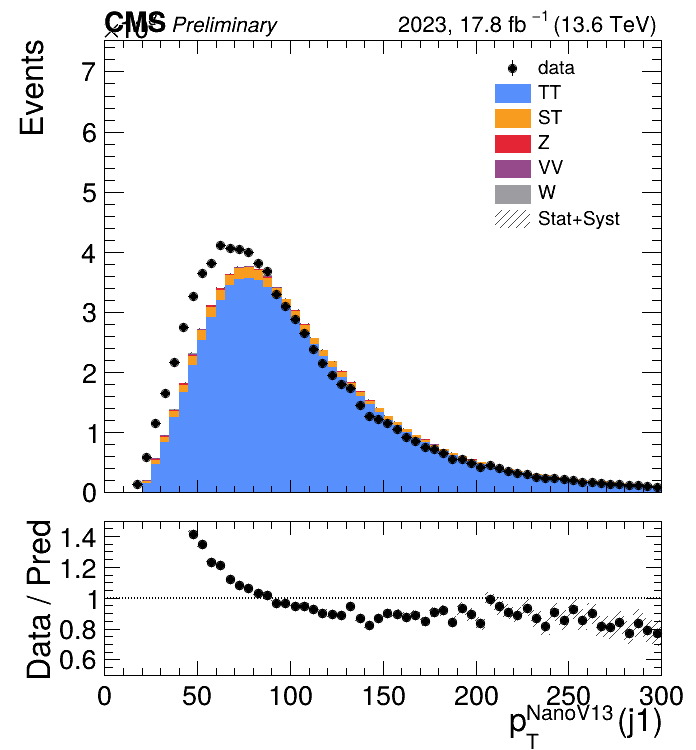 CMS Preliminary
2023, 17.8 fb⁻¹ (13.6 TeV)
Events
7
6
5
4
3
2
1
0
data
TT
ST
Z
VV
W
Stat+Syst
Data / Pred
1.4
1.2
1
0.8
0.6
0 50 100 150 200 250 300
p_T^NanoV13 (j1)